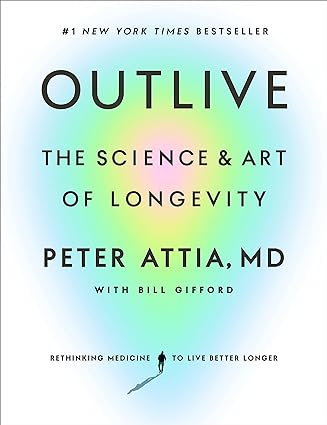 #1 NEW YORK TIMES BESTSELLER
OUTLIVE
THE SCIENCE & ART
OF LONGEVITY
PETER ATTIA, MD
WITH BILL GIFFORD
RETHINKING MEDICINE TO LIVE BETTER LONGER